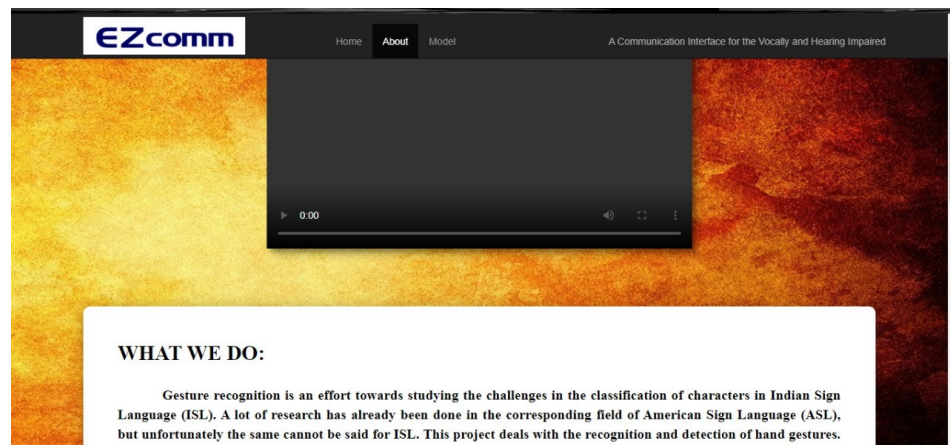 EZcomm
Home About Model A Communication Interface for the Vocally and Hearing Impaired
0:00
WHAT WE DO:
Gesture recognition is an effort towards studying the challenges in the classification of characters in Indian Sign
Language (ISL). A lot of research has already been done in the corresponding field of American Sign Language (ASL),
but unfortunately the same cannot be said for ISL. This project deals with the recognition and detection of hand gestures.